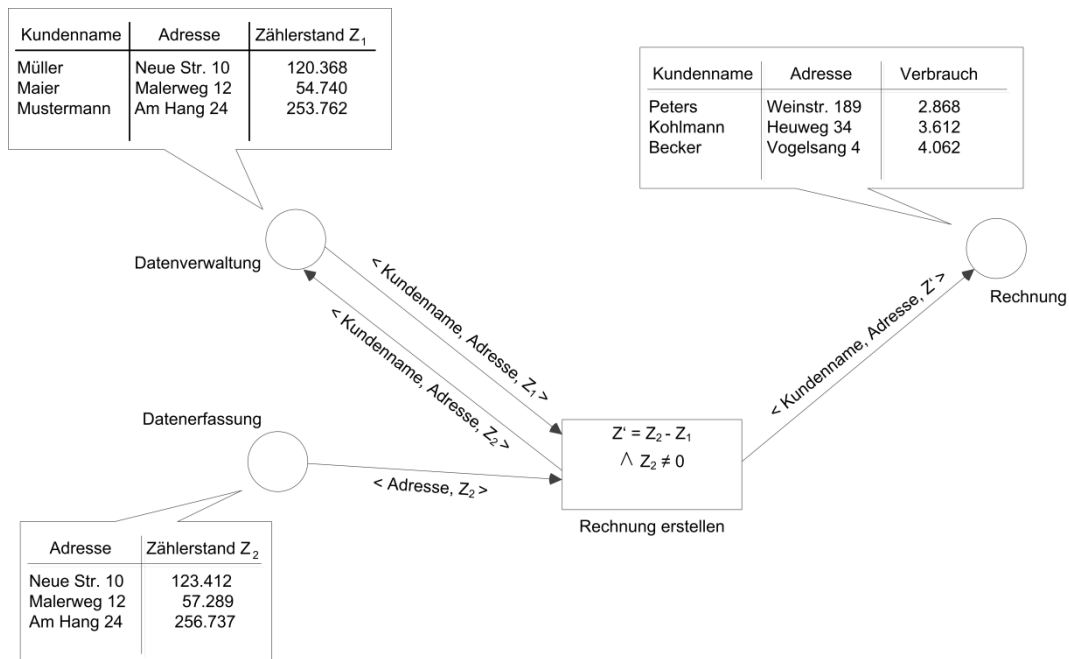 Kundenname Adresse Zählerstand Z₁
Müller Neue Str. 10 120.368
Maier Malerweg 12 54.740
Mustermann Am Hang 24 253.762
Kundenname Adresse Verbrauch
Peters Weinstr. 189 2.868
Kohlmann Heuweg 34 3.612
Becker Vogelsang 4 4.062
Datenverwaltung
Rechnung
< Kundenname, Adresse, Z₁ >
< Kundenname, Adresse, Z₂ >
< Kundenname, Adresse, Z‘ >
Datenerfassung
< Adresse, Z₂ >
Z‘ = Z₂ - Z₁
∧ Z₂ ≠ 0
Rechnung erstellen
Adresse Zählerstand Z₂
Neue Str. 10 123.412
Malerweg 12 57.289
Am Hang 24 256.737